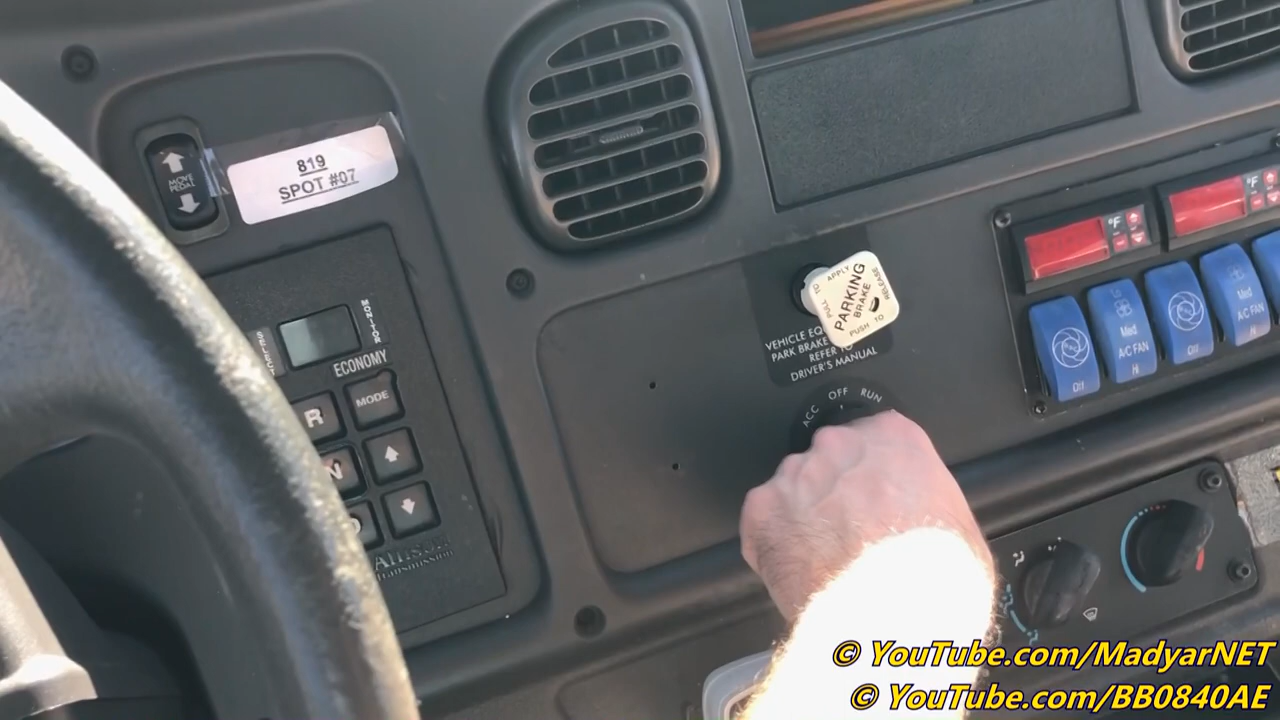 MOVE
PEDAL
819
SPOT #07
MONITOR
ECONOMY
MODE
R
N
D
Allison
Transmission
PULL TO APPLY
PARKING
BRAKE
PUSH TO RELEASE
VEHICLE EQ
PARK BRAKE
REFER TO
DRIVER'S MANUAL
ACC OFF RUN
°F
°F
Off
Med
A/C FAN
Hi
Off
Med
A/C FAN
Hi
© YouTube.com/MadyarNET
© YouTube.com/BB0840AE